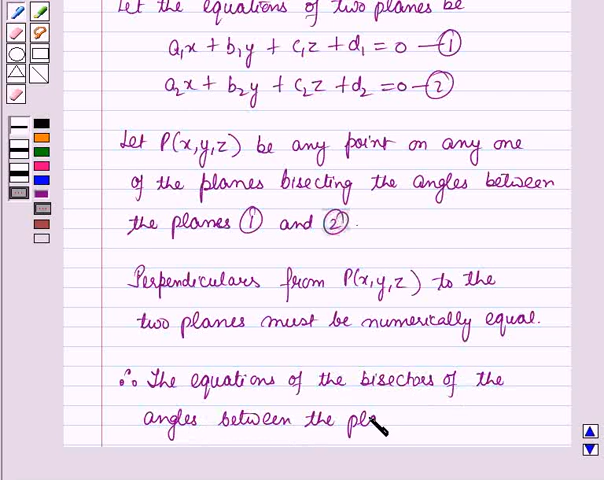 Let the equations of two planes be
a₁x + b₁y + c₁z + d₁ = 0 — ①
a₂x + b₂y + c₂z + d₂ = 0 — ②
Let P(x,y,z) be any point on any one
of the planes bisecting the angles between
the planes ① and ②.
Perpendiculars from P(x,y,z) to the
two planes must be numerically equal.
∴ The equations of the bisectors of the
angles between the pla